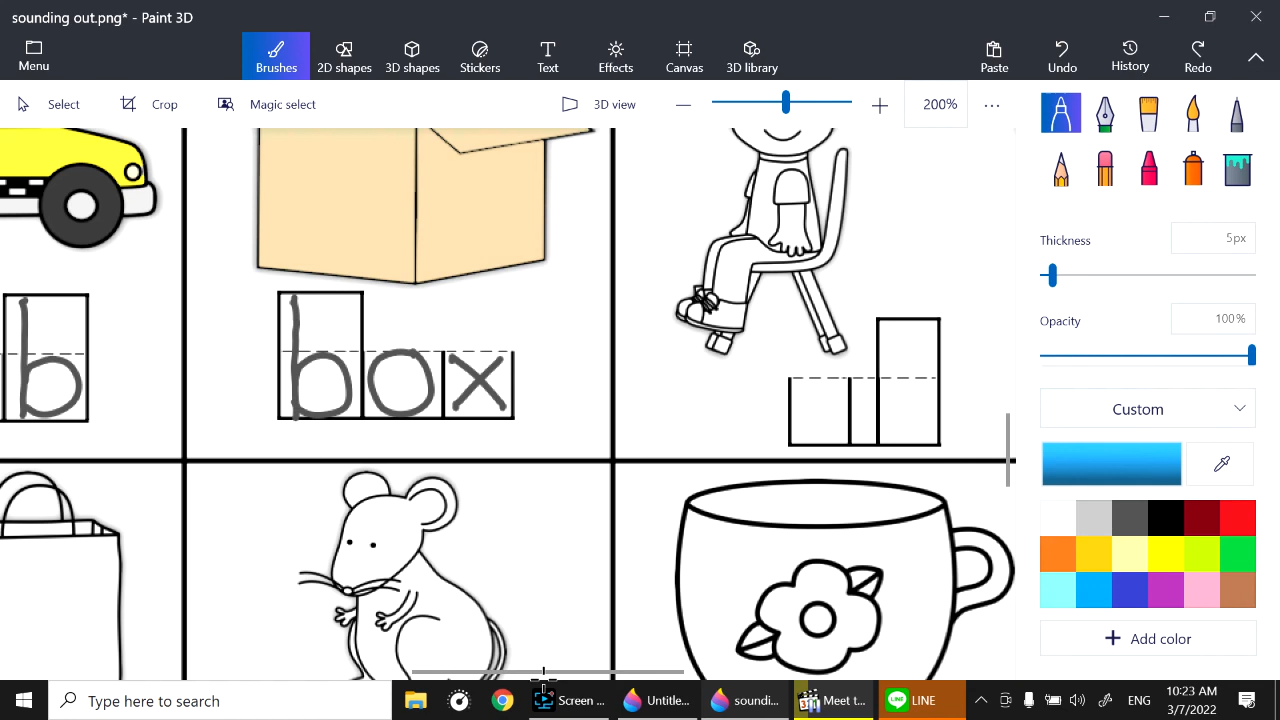 sounding out.png* - Paint 3D
Menu
Brushes
2D shapes
3D shapes
Stickers
Text
Effects
Canvas
3D library
Paste
Undo
History
Redo
Select
Crop
Magic select
3D view
200%
Thickness
5px
Opacity
100%
Custom
Add color
b
box
Type here to search
Screen ...
Untitle...
soundi...
Meet t...
LINE
ENG
10:23 AM
3/7/2022